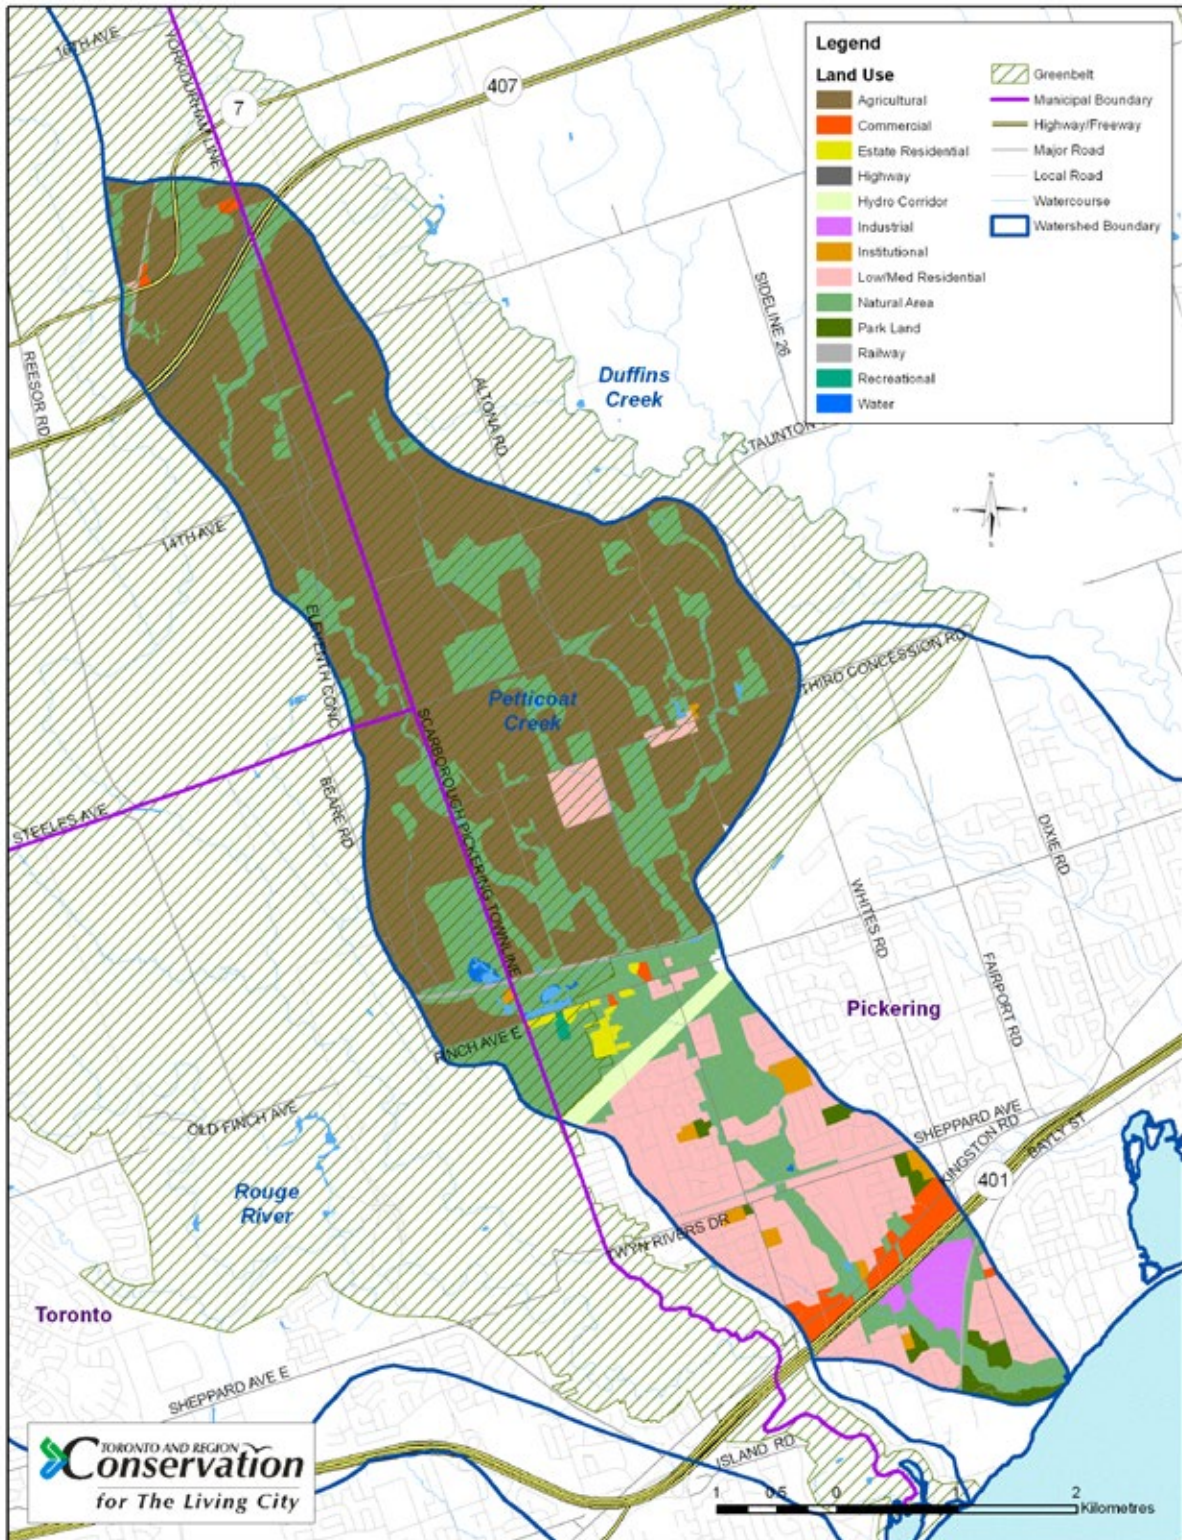 16TH AVE
YORK/DURHAM LINE
7
407
Legend
Land Use
Agricultural
Commercial
Estate Residential
Highway
Hydro Corridor
Industrial
Institutional
Low/Med Residential
Natural Area
Park Land
Railway
Recreational
Water
Greenbelt
Municipal Boundary
Highway/Freeway
Major Road
Local Road
Watercourse
Watershed Boundary
REESOR RD
ALTONA RD
SIDELINE 26
Duffins
Creek
TAUNTON
N
W
E
S
14TH AVE
ELEVENTH CONC
THIRD CONCESSION RD
Petticoat
Creek
SCARBOROUGH PICKERING TOWNLINE
STEELES AVE
BEARE RD
DIXIE RD
WHITES RD
FAIRPORT RD
Pickering
FINCH AVE E
OLD FINCH AVE
SHEPPARD AVE
KINGSTON RD
BAYLY ST
401
Rouge
River
TWYN RIVERS DR
Toronto
SHEPPARD AVE E
ISLAND RD
TORONTO AND REGION
Conservation
for The Living City
1 0.5 0 1 2
Kilometres